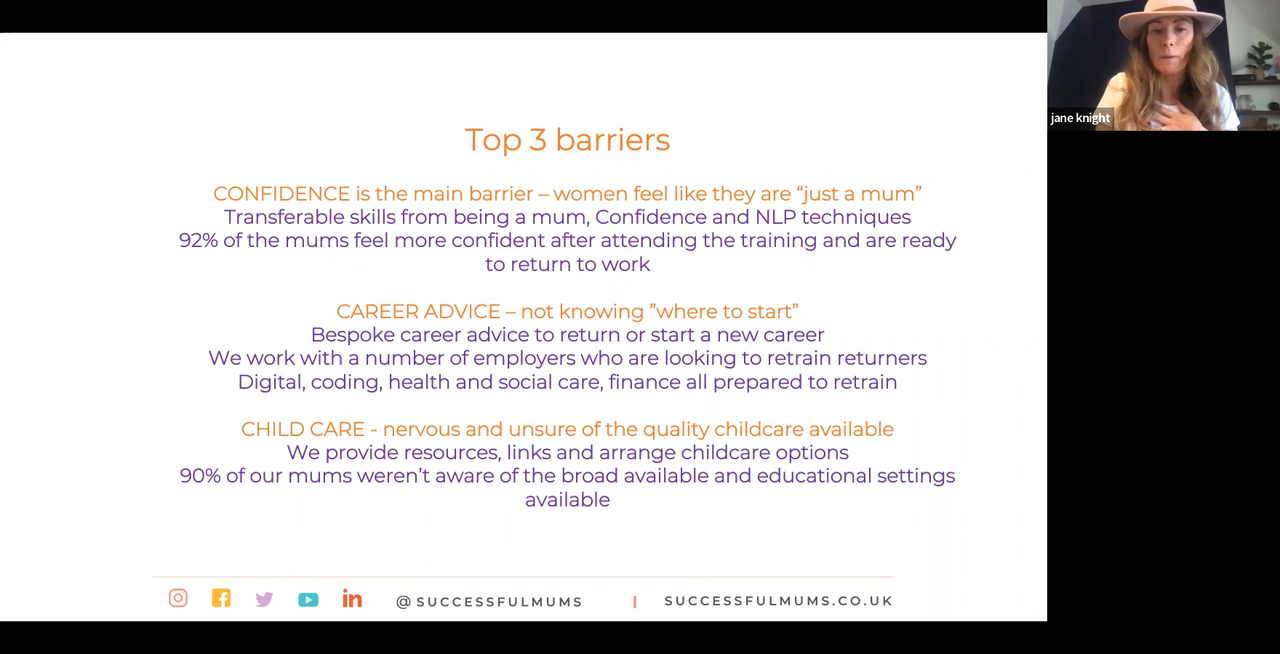 Top 3 barriers
CONFIDENCE is the main barrier – women feel like they are “just a mum”
Transferable skills from being a mum, Confidence and NLP techniques
92% of the mums feel more confident after attending the training and are ready
to return to work
CAREER ADVICE – not knowing ”where to start”
Bespoke career advice to return or start a new career
We work with a number of employers who are looking to retrain returners
Digital, coding, health and social care, finance all prepared to retrain
CHILD CARE - nervous and unsure of the quality childcare available
We provide resources, links and arrange childcare options
90% of our mums weren’t aware of the broad available and educational settings
available
@SUCCESSFULMUMS | SUCCESSFULMUMS.CO.UK
jane knight